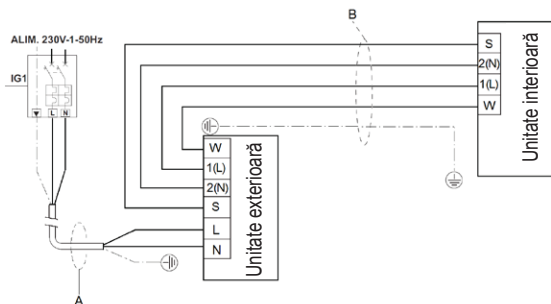 B
ALIM. 230V-1-50Hz
IG1
L N
S
2(N)
1(L)
W
Unitate interioară
W
1(L)
2(N)
S
L
N
Unitate exterioară
A